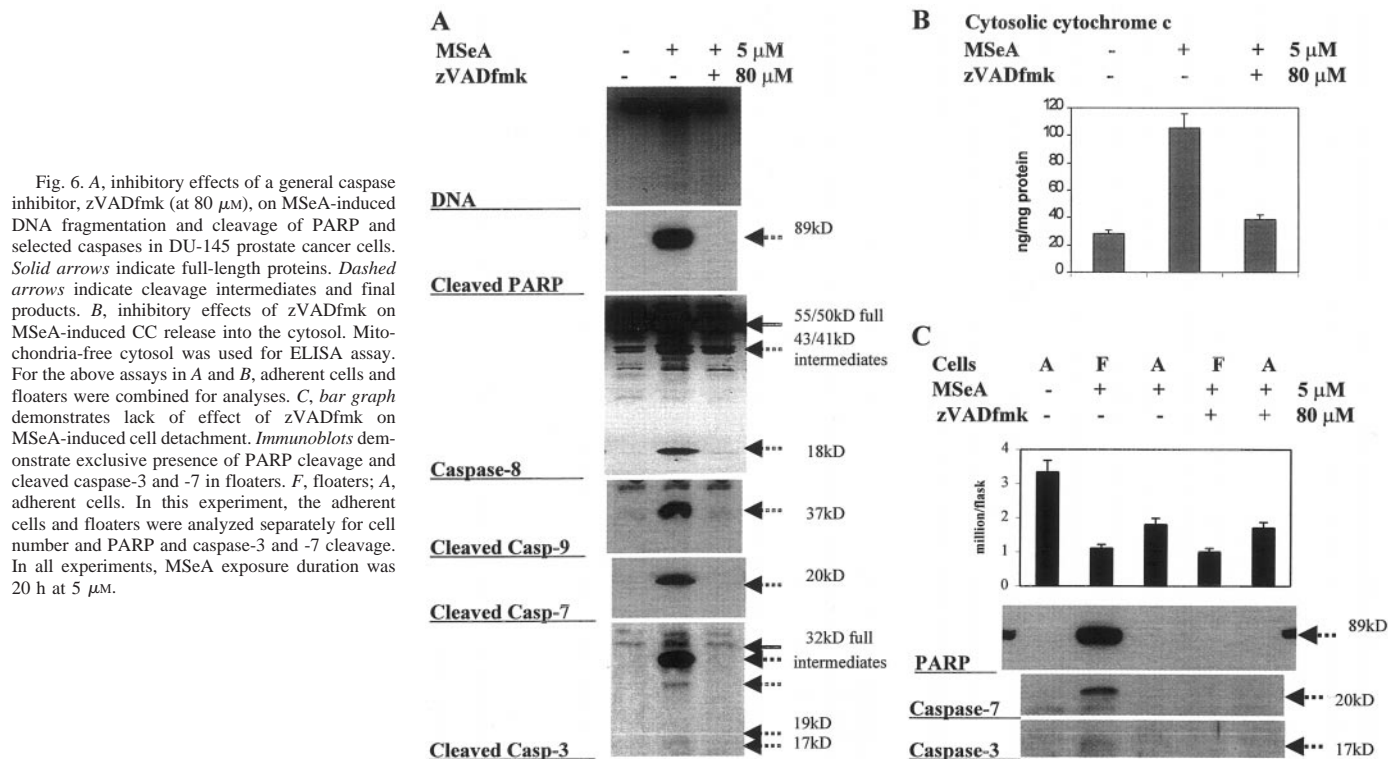 Fig. 6. A, inhibitory effects of a general caspase
inhibitor, zVADfmk (at 80 μM), on MSeA-induced
DNA fragmentation and cleavage of PARP and
selected caspases in DU-145 prostate cancer cells.
Solid arrows indicate full-length proteins. Dashed
arrows indicate cleavage intermediates and final
products. B, inhibitory effects of zVADfmk on
MSeA-induced CC release into the cytosol. Mito-
chondria-free cytosol was used for ELISA assay.
For the above assays in A and B, adherent cells and
floaters were combined for analyses. C, bar graph
demonstrates lack of effect of zVADfmk on
MSeA-induced cell detachment. Immunoblots dem-
onstrate exclusive presence of PARP cleavage and
cleaved caspase-3 and -7 in floaters. F, floaters; A,
adherent cells. In this experiment, the adherent
cells and floaters were analyzed separately for cell
number and PARP and caspase-3 and -7 cleavage.
In all experiments, MSeA exposure duration was
20 h at 5 μM.
A
MSeA - + + 5 μM
zVADfmk - - + 80 μM
DNA
89kD
Cleaved PARP
55/50kD full
43/41kD
intermediates
18kD
Caspase-8
37kD
Cleaved Casp-9
20kD
Cleaved Casp-7
32kD full
intermediates
19kD
17kD
Cleaved Casp-3
B Cytosolic cytochrome c
MSeA - + + 5 μM
zVADfmk - - + 80 μM
ng/mg protein
120
100
80
60
40
20
0
C
Cells A F A F A
MSeA - + + + + 5 μM
zVADfmk - - - + + 80 μM
million/flask
4
3
2
1
0
89kD
PARP
20kD
Caspase-7
17kD
Caspase-3